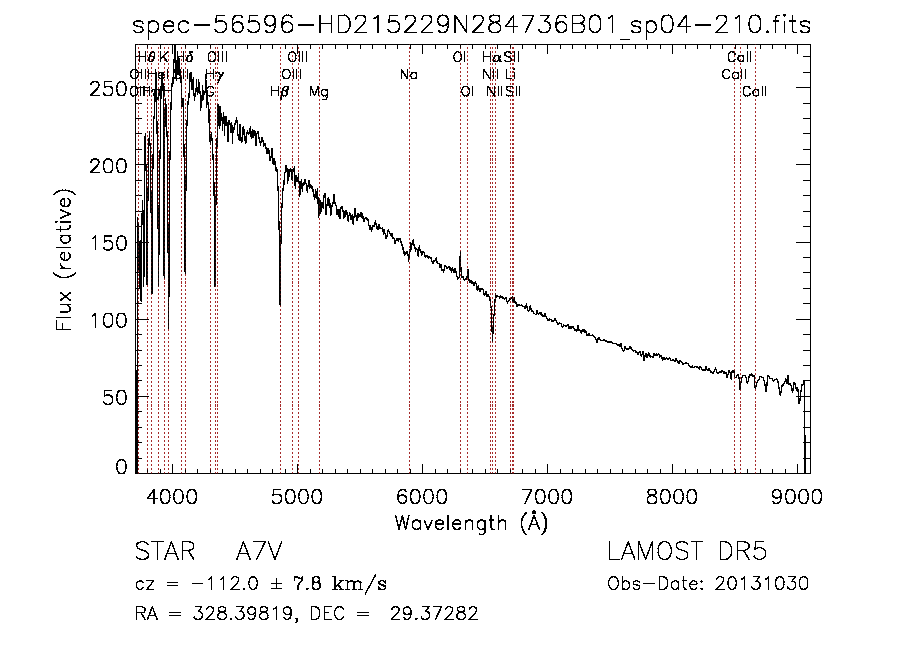 spec-56596-HD215229N284736B01_sp04-210.fits
Hδ OIII OIII OI Hα SII CaII
OII Hγ OIII Na NII Li CaII
G Hβ Mg OI NII SII CaII
250
200
150
100
50
0
Flux (relative)
4000 5000 6000 7000 8000 9000
Wavelength (Å)
STAR A7V LAMOST DR5
cz = -112.0 ± 7.8 km/s Obs-Date: 20131030
RA = 328.39819, DEC = 29.37282